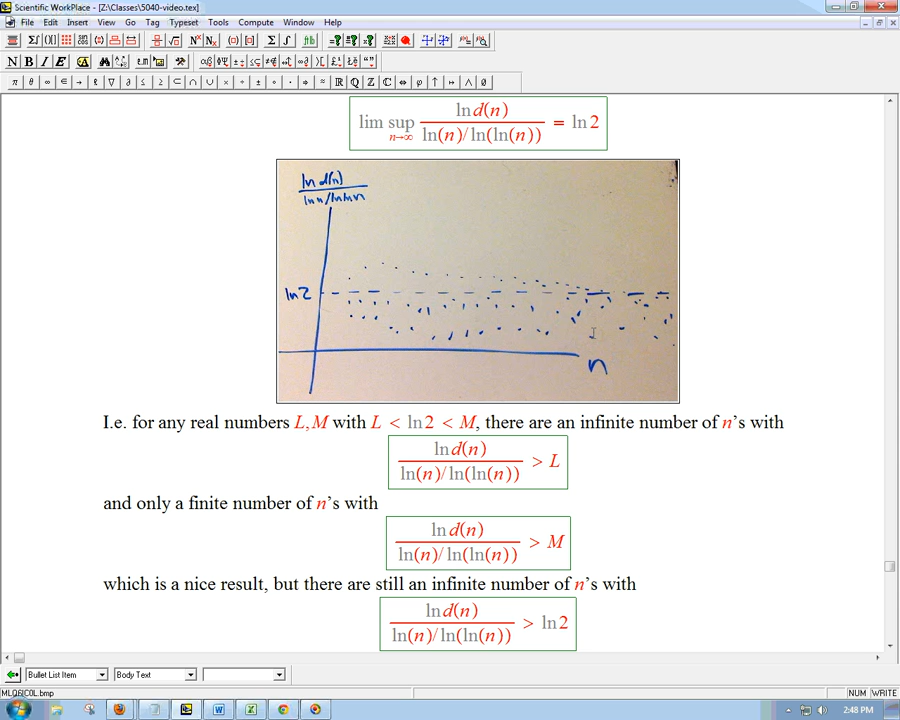 Scientific WorkPlace - [Z:\Classes\5040-video.tex]
File Edit Insert View Go Tag Typeset Tools Compute Window Help
lim sup n→∞ ln d(n) / ln(n)/ln(ln(n)) = ln 2
ln d(n)
ln n/ln ln n
ln 2
n
I.e. for any real numbers L, M with L < ln 2 < M, there are an infinite number of n's with
ln d(n) / ln(n)/ln(ln(n)) > L
and only a finite number of n's with
ln d(n) / ln(n)/ln(ln(n)) > M
which is a nice result, but there are still an infinite number of n's with
ln d(n) / ln(n)/ln(ln(n)) > ln 2
Bullet List Item Body Text
NUM WRITE
2:48 PM